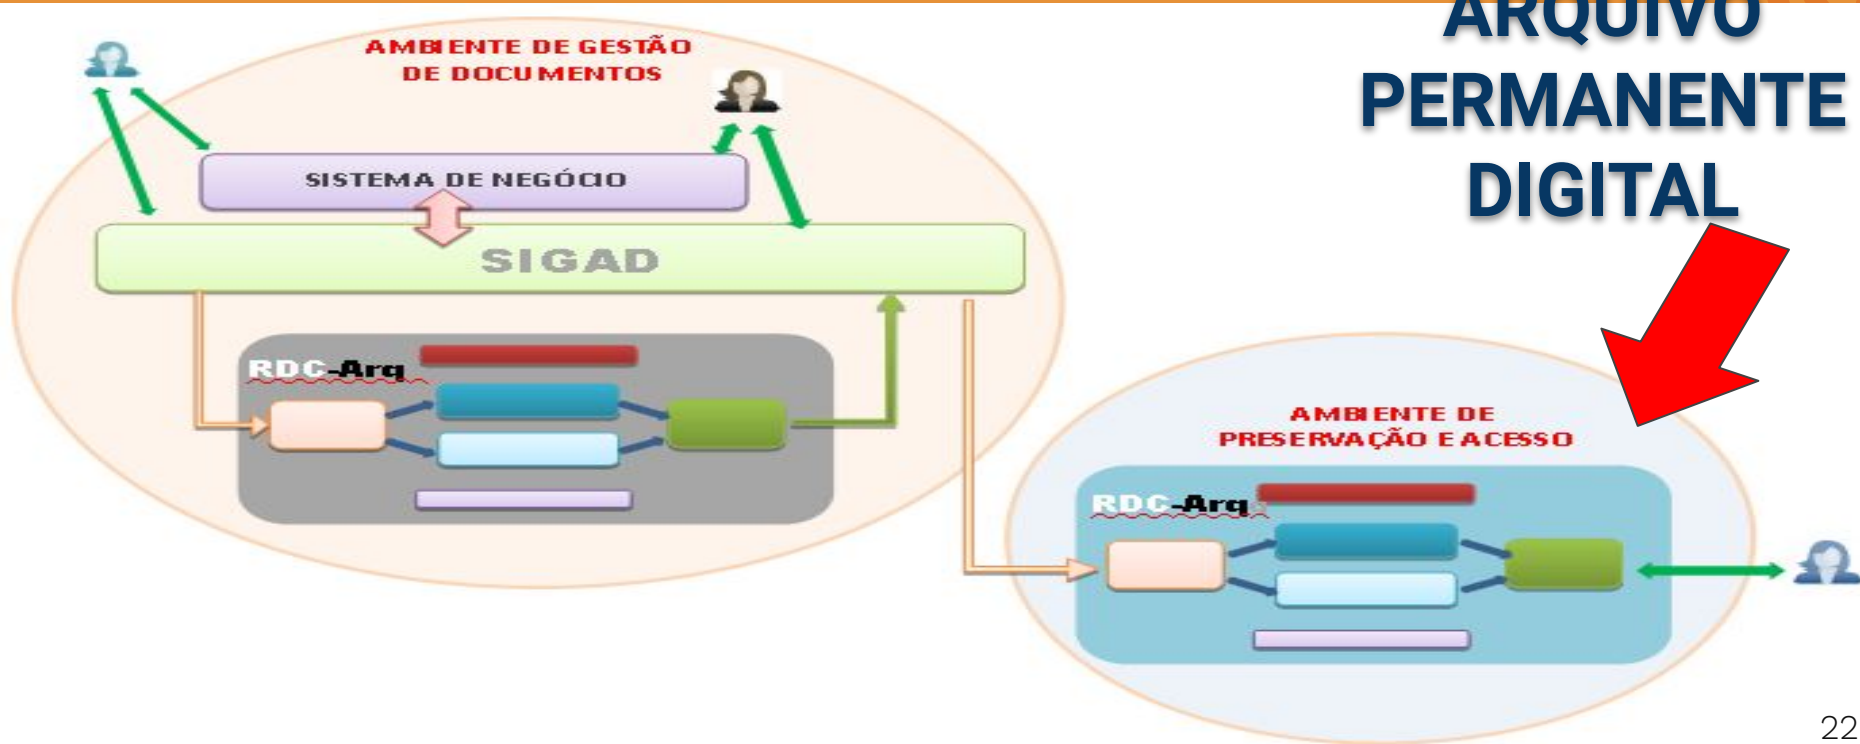 ARQUIVO
PERMANENTE
DIGITAL
AMBIENTE DE GESTÃO
DE DOCUMENTOS
SISTEMA DE NEGÓCIO
SIGAD
RDC-Arq
AMBIENTE DE
PRESERVAÇÃO E ACESSO
RDC-Arq
22